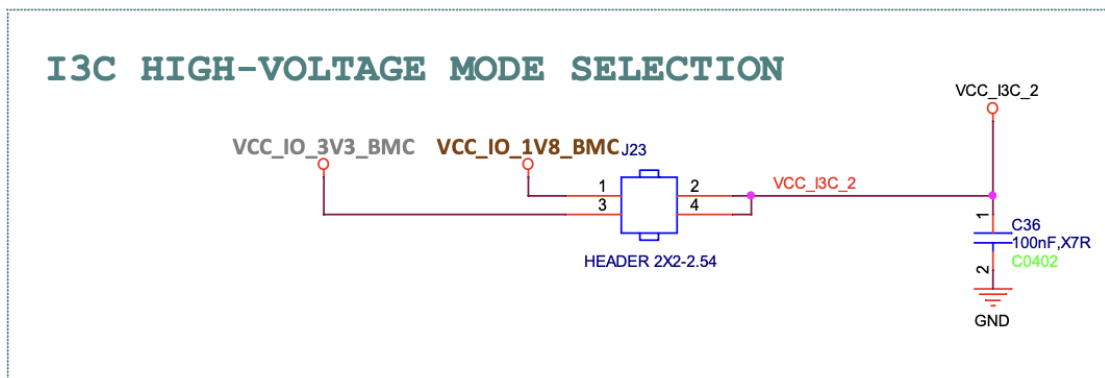 I3C HIGH-VOLTAGE MODE SELECTION
VCC_I3C_2
VCC_IO_3V3_BMC
VCC_IO_1V8_BMC
J23
1
2
VCC_I3C_2
3
4
HEADER 2X2-2.54
1
C36
100nF,X7R
C0402
2
GND